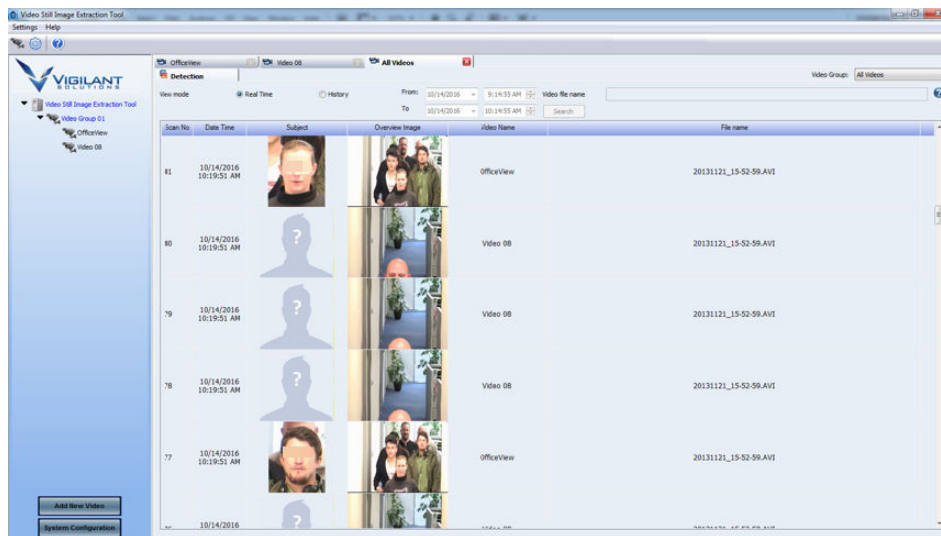 Video Still Image Extraction Tool
Settings Help
VIGILANT
SOLUTIONS
Video Still Image Extraction Tool
Video Group 01
OfficeView
Video 08
Add New Video
System Configuration
OfficeView Video 08 All Videos
Detection
Video Group: All Videos
View mode Real Time History From: 10/14/2016 9:14:55 AM Video file name
To 10/14/2016 10:14:55 AM Search
Scan No Date Time Subject Overview Image Video Name File name
81 10/14/2016 10:19:51 AM OfficeView 20131121_15-52-59.AVI
80 10/14/2016 10:19:51 AM ? Video 08 20131121_15-52-59.AVI
79 10/14/2016 10:19:51 AM ? Video 08 20131121_15-52-59.AVI
78 10/14/2016 10:19:51 AM ? Video 08 20131121_15-52-59.AVI
77 10/14/2016 10:19:51 AM OfficeView 20131121_15-52-59.AVI
10/14/2016 ?